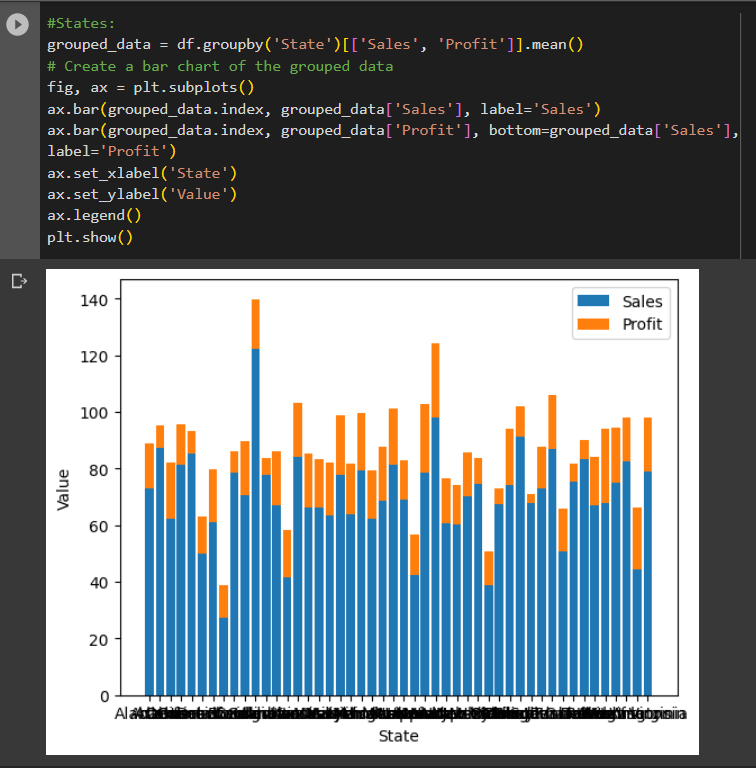 #States:
grouped_data = df.groupby('State')[['Sales', 'Profit']].mean()
# Create a bar chart of the grouped data
fig, ax = plt.subplots()
ax.bar(grouped_data.index, grouped_data['Sales'], label='Sales')
ax.bar(grouped_data.index, grouped_data['Profit'], bottom=grouped_data['Sales'],
label='Profit')
ax.set_xlabel('State')
ax.set_ylabel('Value')
ax.legend()
plt.show()
Sales
Profit
140
120
100
80
60
40
20
0
Value
State